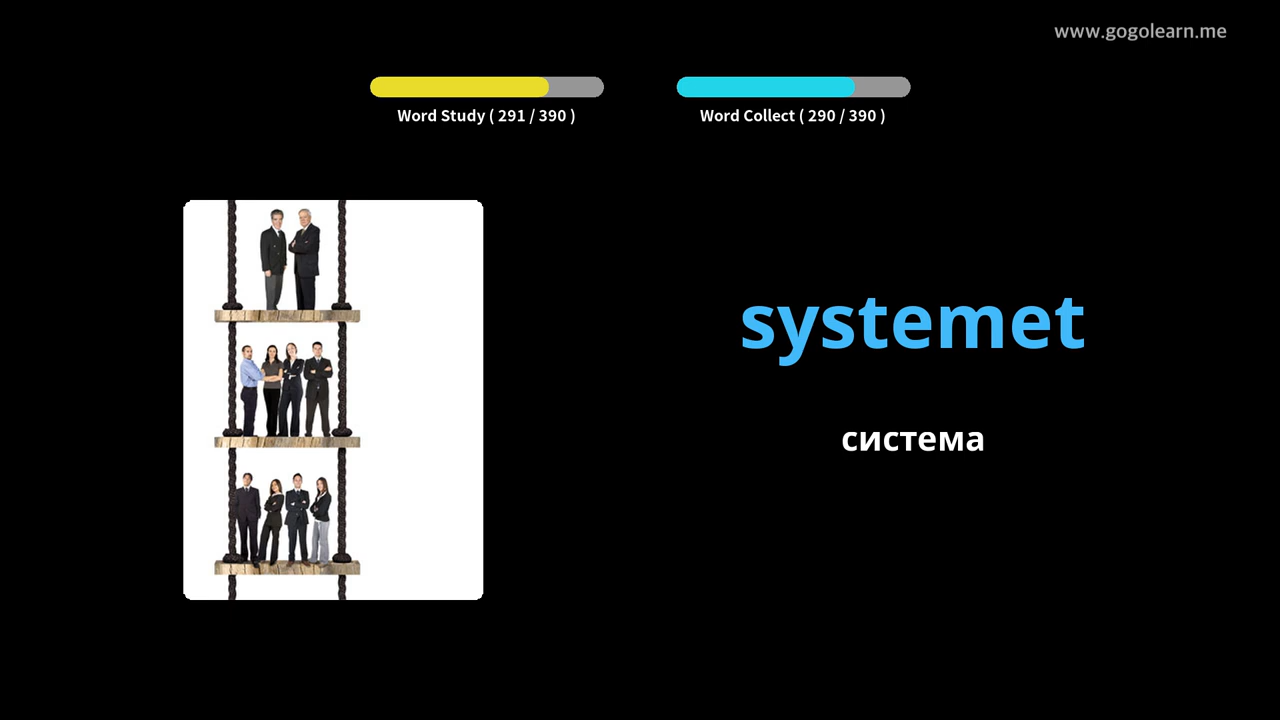 www.gogolearn.me
Word Study ( 291 / 390 )
Word Collect ( 290 / 390 )
systemet
система